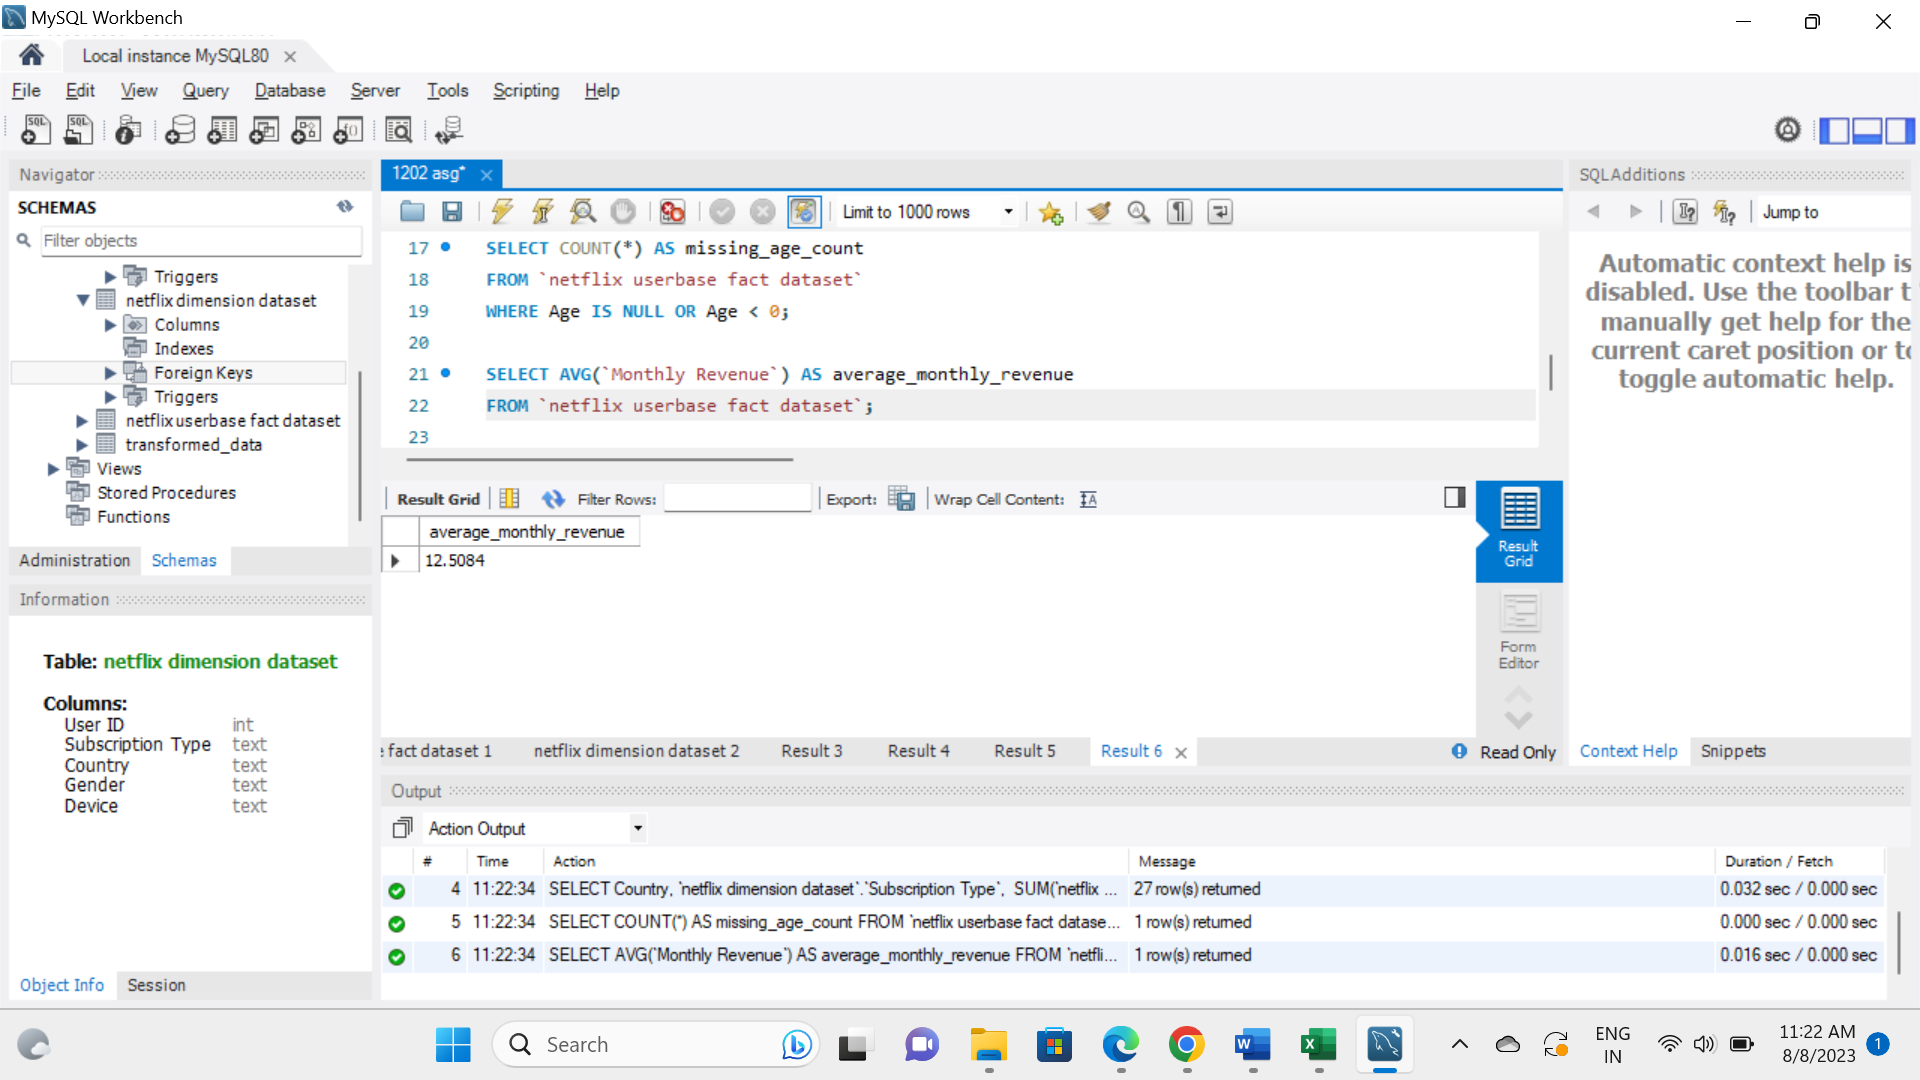 MySQL Workbench
Local instance MySQL80
File Edit View Query Database Server Tools Scripting Help
Navigator
SCHEMAS
Filter objects
Triggers
netflix dimension dataset
Columns
Indexes
Foreign Keys
Triggers
netflix userbase fact dataset
transformed_data
Views
Stored Procedures
Functions
Administration Schemas
Information
Table: netflix dimension dataset
Columns:
User ID int
Subscription Type text
Country text
Gender text
Device text
Object Info Session
1202 asg*
Limit to 1000 rows
17 SELECT COUNT(*) AS missing_age_count
18 FROM `netflix userbase fact dataset`
19 WHERE Age IS NULL OR Age < 0;
20
21 SELECT AVG(`Monthly Revenue`) AS average_monthly_revenue
22 FROM `netflix userbase fact dataset`;
23
Result Grid Filter Rows: Export: Wrap Cell Content:
average_monthly_revenue
12.5084
Result
Grid
Form
Editor
fact dataset 1 netflix dimension dataset 2 Result 3 Result 4 Result 5 Result 6 Read Only
SQLAdditions
Jump to
Automatic context help is
disabled. Use the toolbar t
manually get help for the
current caret position or to
toggle automatic help.
Context Help Snippets
Output
Action Output
# Time Action Message Duration / Fetch
4 11:22:34 SELECT Country, `netflix dimension dataset`.`Subscription Type`, SUM(`netflix ... 27 row(s) returned 0.032 sec / 0.000 sec
5 11:22:34 SELECT COUNT(*) AS missing_age_count FROM `netflix userbase fact datase... 1 row(s) returned 0.000 sec / 0.000 sec
6 11:22:34 SELECT AVG(`Monthly Revenue`) AS average_monthly_revenue FROM `netfli... 1 row(s) returned 0.016 sec / 0.000 sec
Search
ENG
IN
11:22 AM
8/8/2023
1